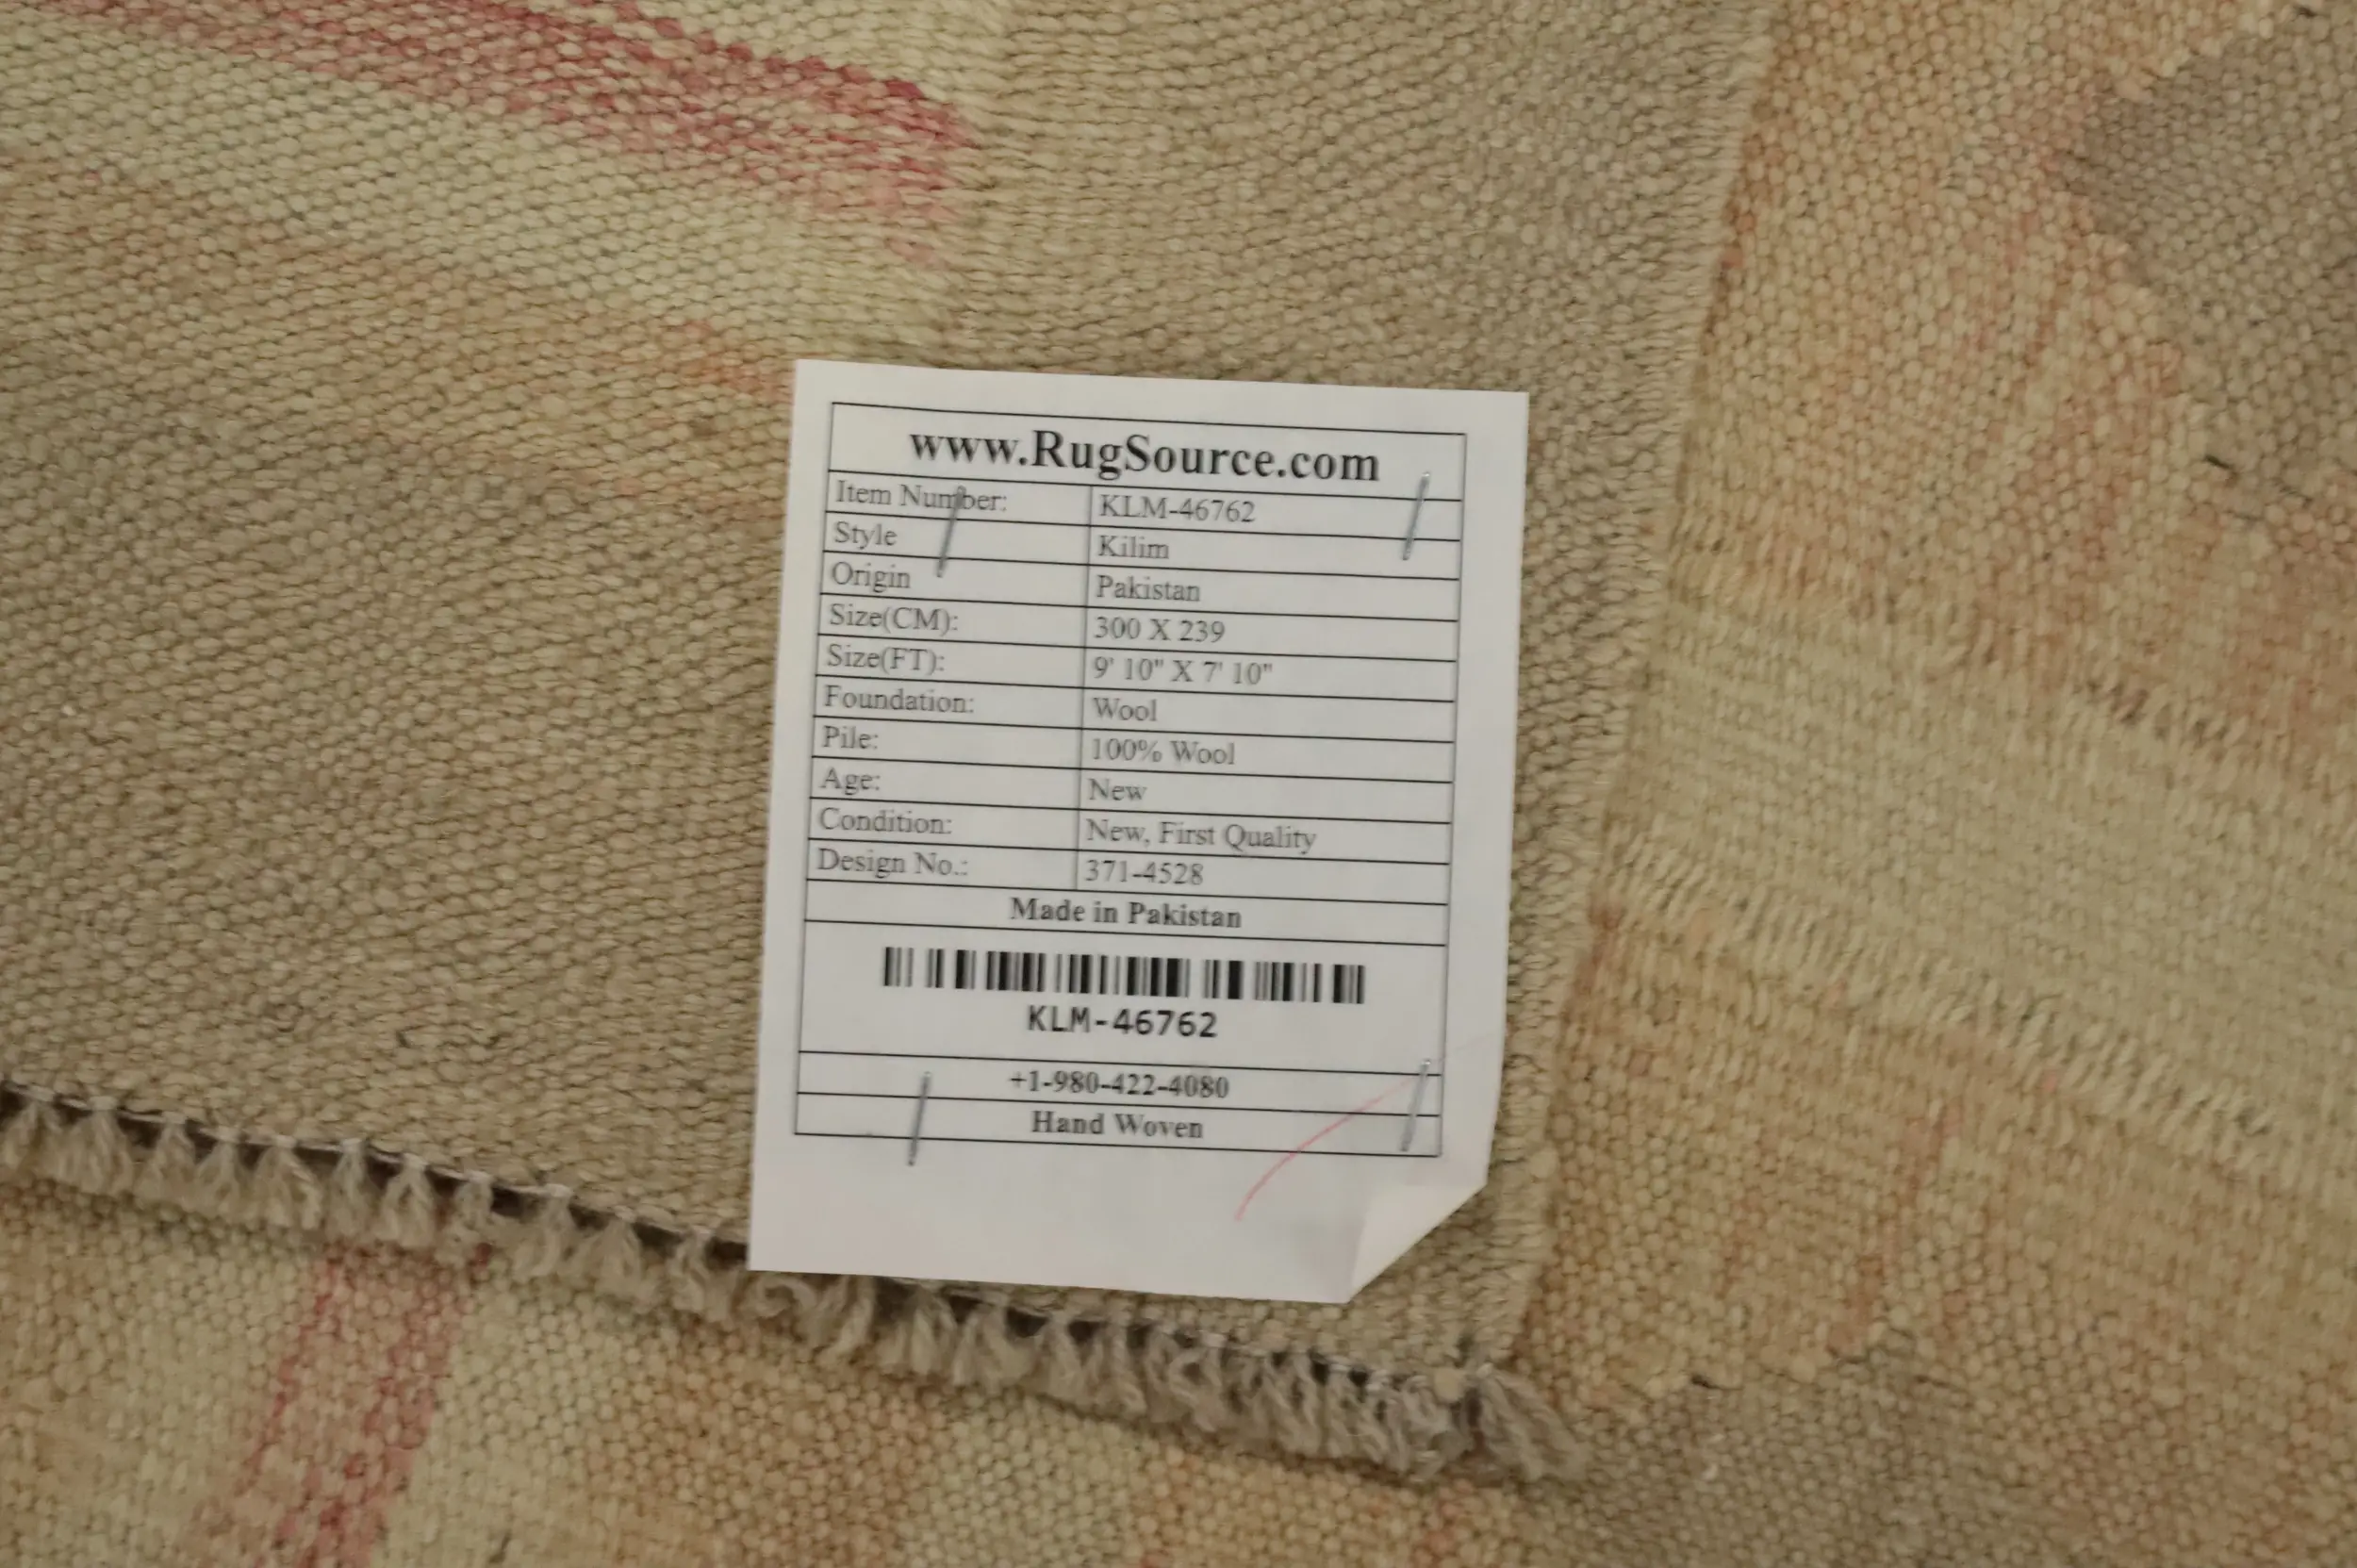 www.RugSource.com
Item Number: KLM-46762
Style Kilim
Origin Pakistan
Size(CM): 300 X 239
Size(FT): 9' 10" X 7' 10"
Foundation: Wool
Pile: 100% Wool
Age: New
Condition: New, First Quality
Design No.: 371-4528
Made in Pakistan
KLM-46762
+1-980-422-4080
Hand Woven